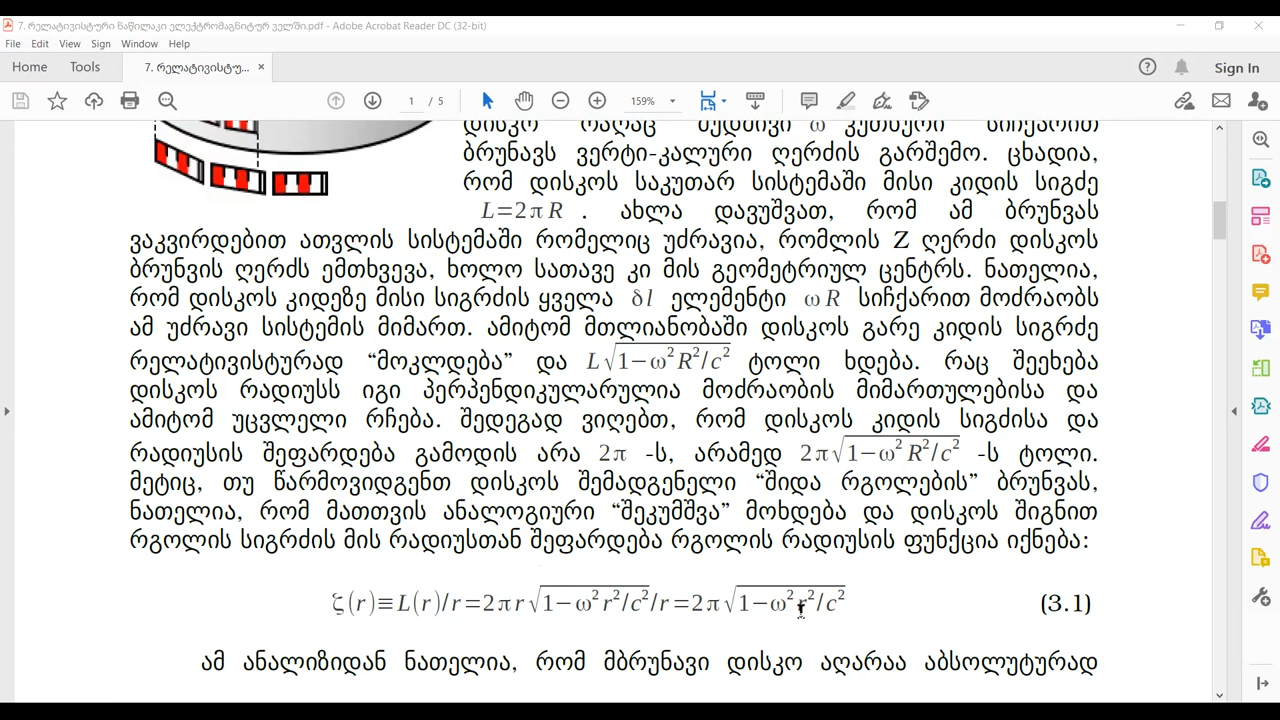 7. რელატივისტური ნაწილაკი ელექტრომაგნიტურ ველში.pdf - Adobe Acrobat Reader DC (32-bit)
File Edit View Sign Window Help
Home Tools 7. რელატივისტუ... × Sign In
1 / 5 159%
დისკო რაღაც მუდმივი ω კუთხური სიჩქარით
ბრუნავს ვერტი-კალური ღერძის გარშემო. ცხადია,
რომ დისკოს საკუთარ სისტემაში მისი კიდის სიგძე
L=2πR . ახლა დავუშვათ, რომ ამ ბრუნვას
ვაკვირდებით ათვლის სისტემაში რომელიც უძრავია, რომლის Z ღერძი დისკოს
ბრუნვის ღერძს ემთხვევა, ხოლო სათავე კი მის გეომეტრიულ ცენტრს. ნათელია,
რომ დისკოს კიდეზე მისი სიგრძის ყველა δl ელემენტი ωR სიჩქარით მოძრაობს
ამ უძრავი სისტემის მიმართ. ამიტომ მთლიანობაში დისკოს გარე კიდის სიგრძე
რელატივისტურად “მოკლდება” და L√1−ω²R²/c² ტოლი ხდება. რაც შეეხება
დისკოს რადიუსს იგი პერპენდიკულარულია მოძრაობის მიმართულებისა და
ამიტომ უცვლელი რჩება. შედეგად ვიღებთ, რომ დისკოს კიდის სიგძისა და
რადიუსის შეფარდება გამოდის არა 2π -ს, არამედ 2π√1−ω²R²/c² -ს ტოლი.
მეტიც, თუ წარმოვიდგენთ დისკოს შემადგენელი “შიდა რგოლების” ბრუნვას,
ნათელია, რომ მათთვის ანალოგიური “შეკუმშვა” მოხდება და დისკოს შიგნით
რგოლის სიგრძის მის რადიუსთან შეფარდება რგოლის რადიუსის ფუნქცია იქნება:
ζ(r)≡L(r)/r=2πr√1−ω²r²/c²/r=2π√1−ω²r²/c² (3.1)
ამ ანალიზიდან ნათელია, რომ მბრუნავი დისკო აღარაა აბსოლუტურად